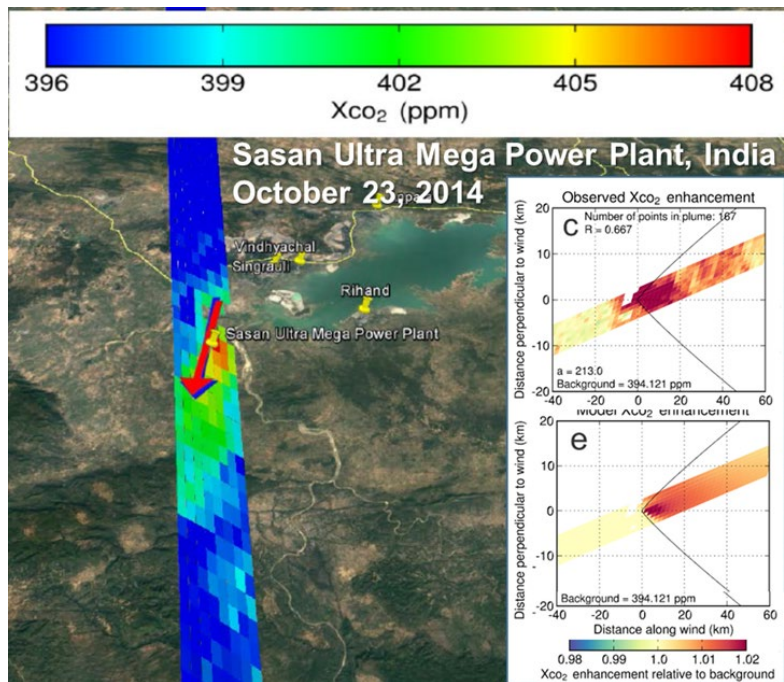 396 399 402 405 408
Xco₂ (ppm)
Sasan Ultra Mega Power Plant, India
October 23, 2014
Vindhyachal
Singrauli
Rihand
Sasan Ultra Mega Power Plant
Observed Xco₂ enhancement
c
Number of points in plume: 167
R = 0.667
Distance perpendicular to wind (km)
20
10
0
-10
20
a = 213.0
Background = 394.121 ppm
-40 -20 0 20 40 60
Model Xco₂ enhancement
e
Distance perpendicular to wind (km)
20
10
0
-20
Background = 394.121 ppm
-40 -20 0 20 40 60
Distance along wind (km)
0.98 0.99 1.0 1.01 1.02
Xco₂ enhancement relative to background